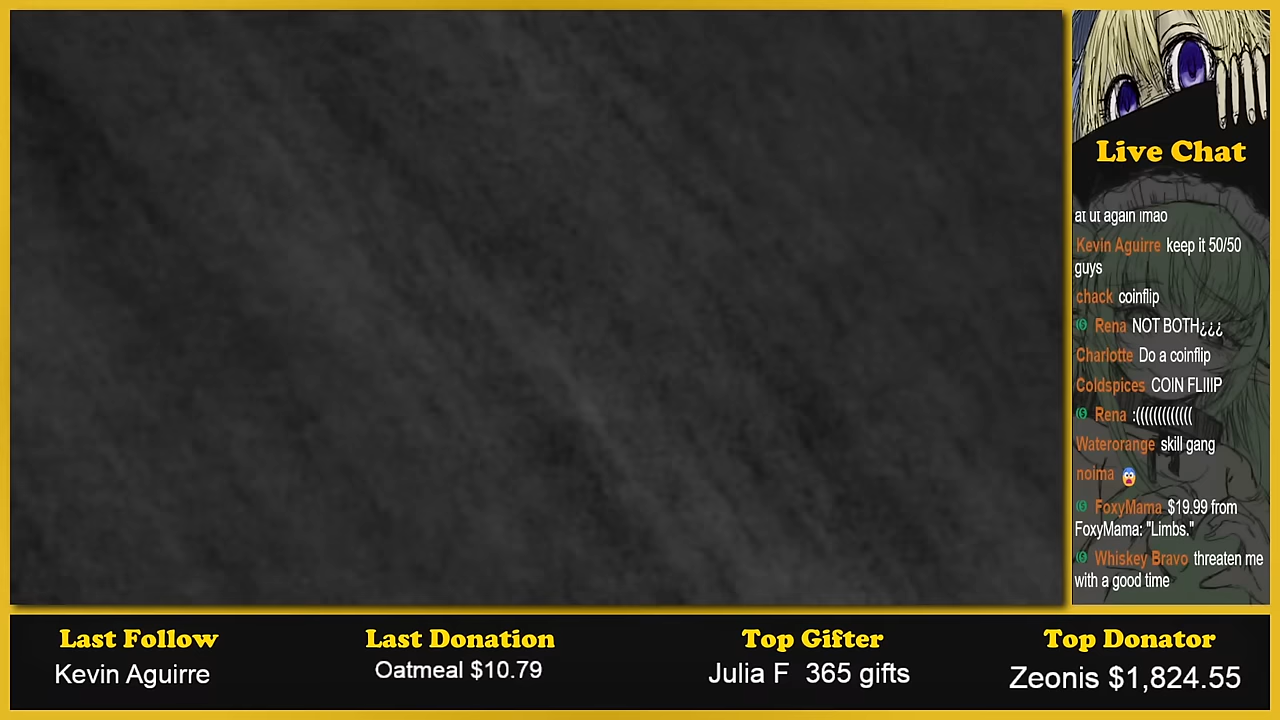 Live Chat
at ut again lmao
Kevin Aguirre keep it 50/50
guys
chack coinflip
Rena NOT BOTH¿¿¿
Charlotte Do a coinflip
Coldspices COIN FLIIIP
Rena :(((((((((((((
Waterorange skill gang
noima 😱
FoxyMama $19.99 from
FoxyMama: "Limbs."
Whiskey Bravo threaten me
with a good time
Last Follow
Kevin Aguirre
Last Donation
Oatmeal $10.79
Top Gifter
Julia F 365 gifts
Top Donator
Zeonis $1,824.55